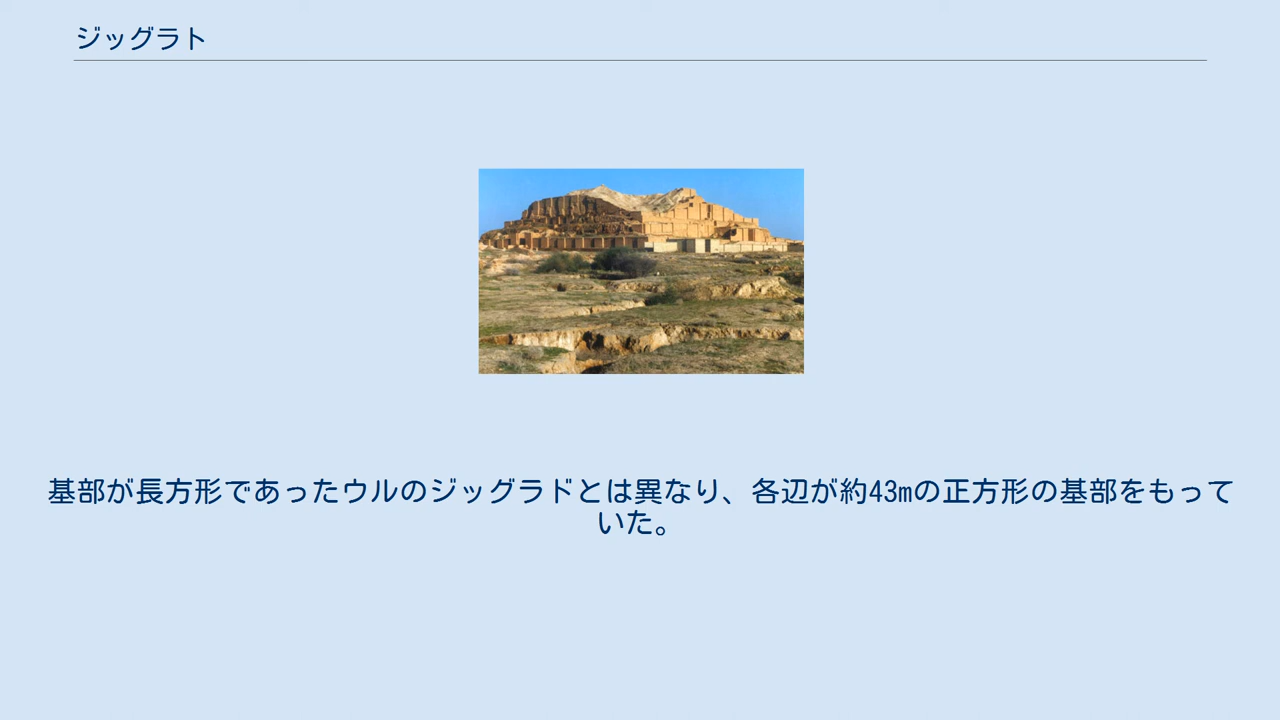 ジッグラト
基部が長方形であったウルのジッグラドとは異なり、各辺が約43mの正方形の基部をもって
いた。